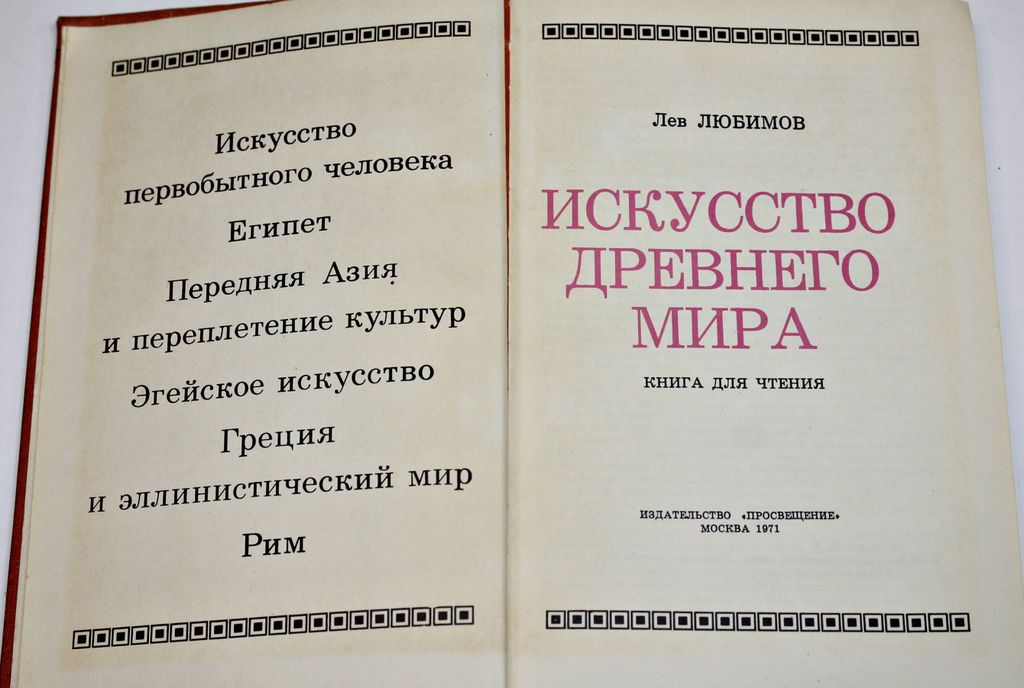 Искусство
первобытного человека
Египет
Передняя Азия
и переплетение культур
Эгейское искусство
Греция
и эллинистический мир
Рим
Лев ЛЮБИМОВ
ИСКУССТВО
ДРЕВНЕГО
МИРА
КНИГА ДЛЯ ЧТЕНИЯ
ИЗДАТЕЛЬСТВО «ПРОСВЕЩЕНИЕ»
МОСКВА 1971